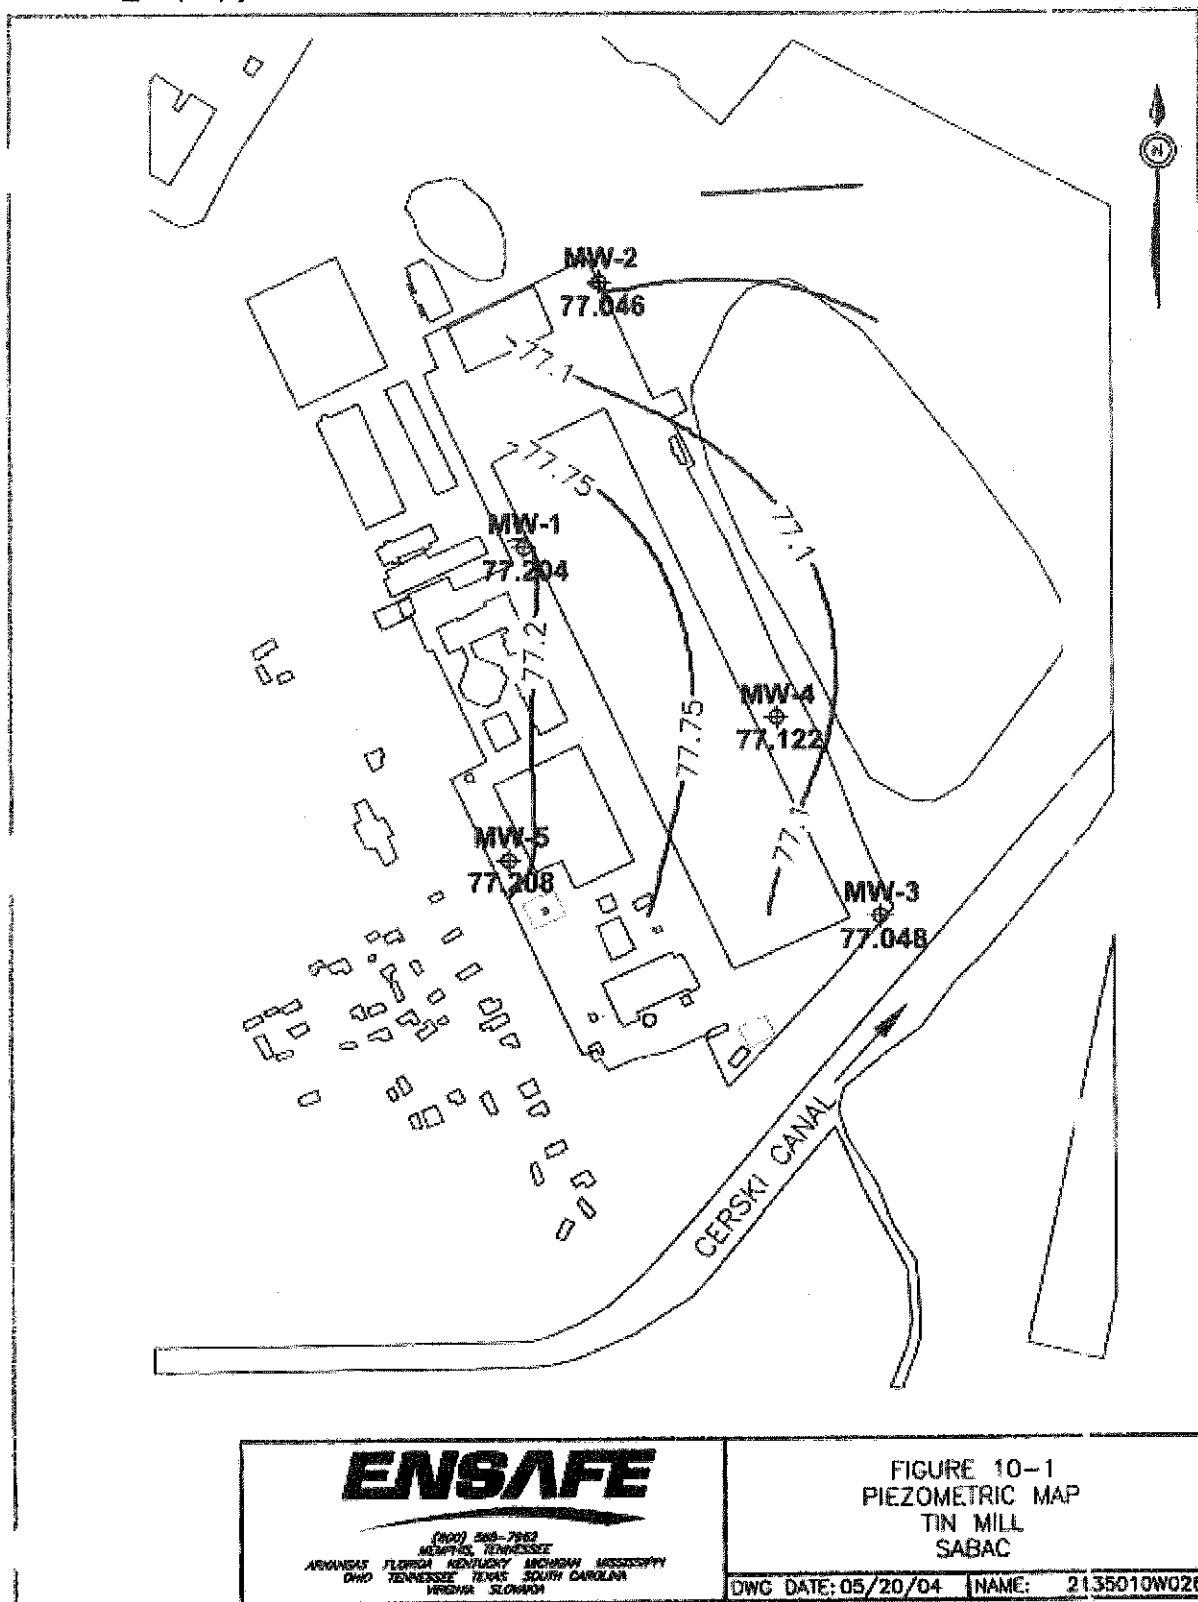 MW-2
77.046
77.1
77.75
MW-1
77.204
77.1
77.2
MW-4
77.122
77.75
77.1
MW-5
77.208
MW-3
77.048
CERSKI CANAL
N
ENSAFE
MEMPHIS, TENNESSEE
ARKANSAS FLORIDA KENTUCKY MICHIGAN MISSISSIPPI
OHIO TENNESSEE TEXAS SOUTH CAROLINA
VIRGINIA SLOVAKIA
FIGURE 10-1
PIEZOMETRIC MAP
TIN MILL
SABAC
DWG DATE: 05/20/04 NAME: